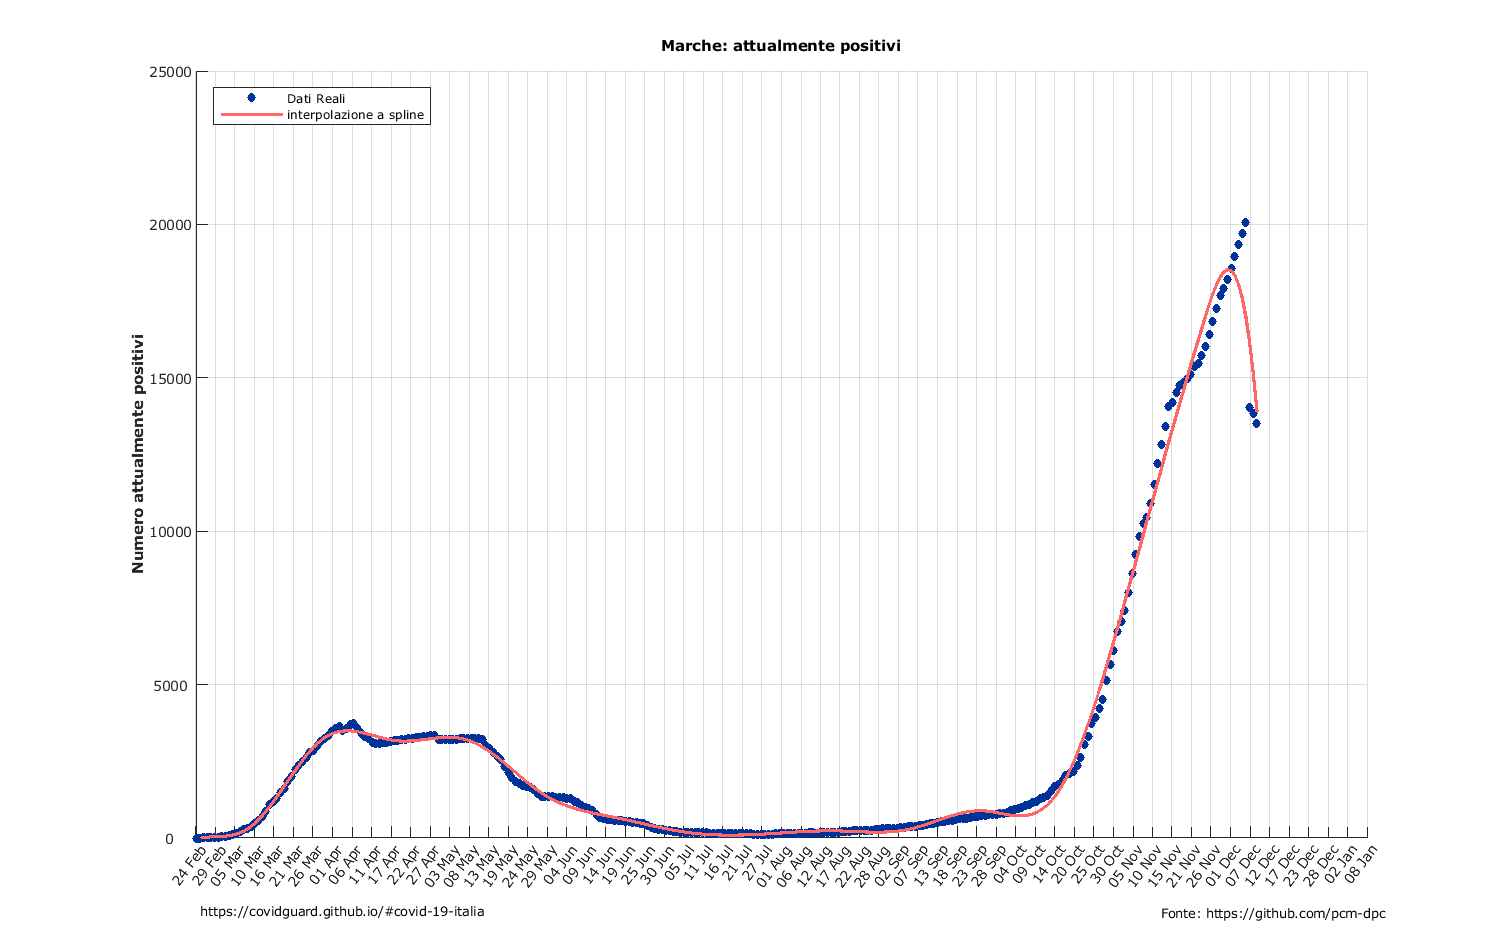 Marche: attualmente positivi
25000
Dati Reali
interpolazione a spline
20000
15000
Numero attualmente positivi
10000
5000
0
24 Feb 29 Feb 05 Mar 10 Mar 16 Mar 21 Mar 26 Mar 01 Apr 06 Apr 11 Apr 17 Apr 22 Apr 27 Apr 03 May 08 May 13 May 19 May 24 May 29 May 04 Jun 09 Jun 14 Jun 19 Jun 25 Jun 30 Jun 05 Jul 11 Jul 16 Jul 21 Jul 27 Jul 01 Aug 06 Aug 12 Aug 17 Aug 22 Aug 28 Aug 02 Sep 07 Sep 13 Sep 18 Sep 23 Sep 28 Sep 04 Oct 09 Oct 14 Oct 20 Oct 25 Oct 30 Oct 05 Nov 10 Nov 15 Nov 21 Nov 26 Nov 01 Dec 07 Dec 12 Dec 17 Dec 23 Dec 28 Dec 02 Jan 08 Jan
https://covidguard.github.io/#covid-19-italia
Fonte: https://github.com/pcm-dpc